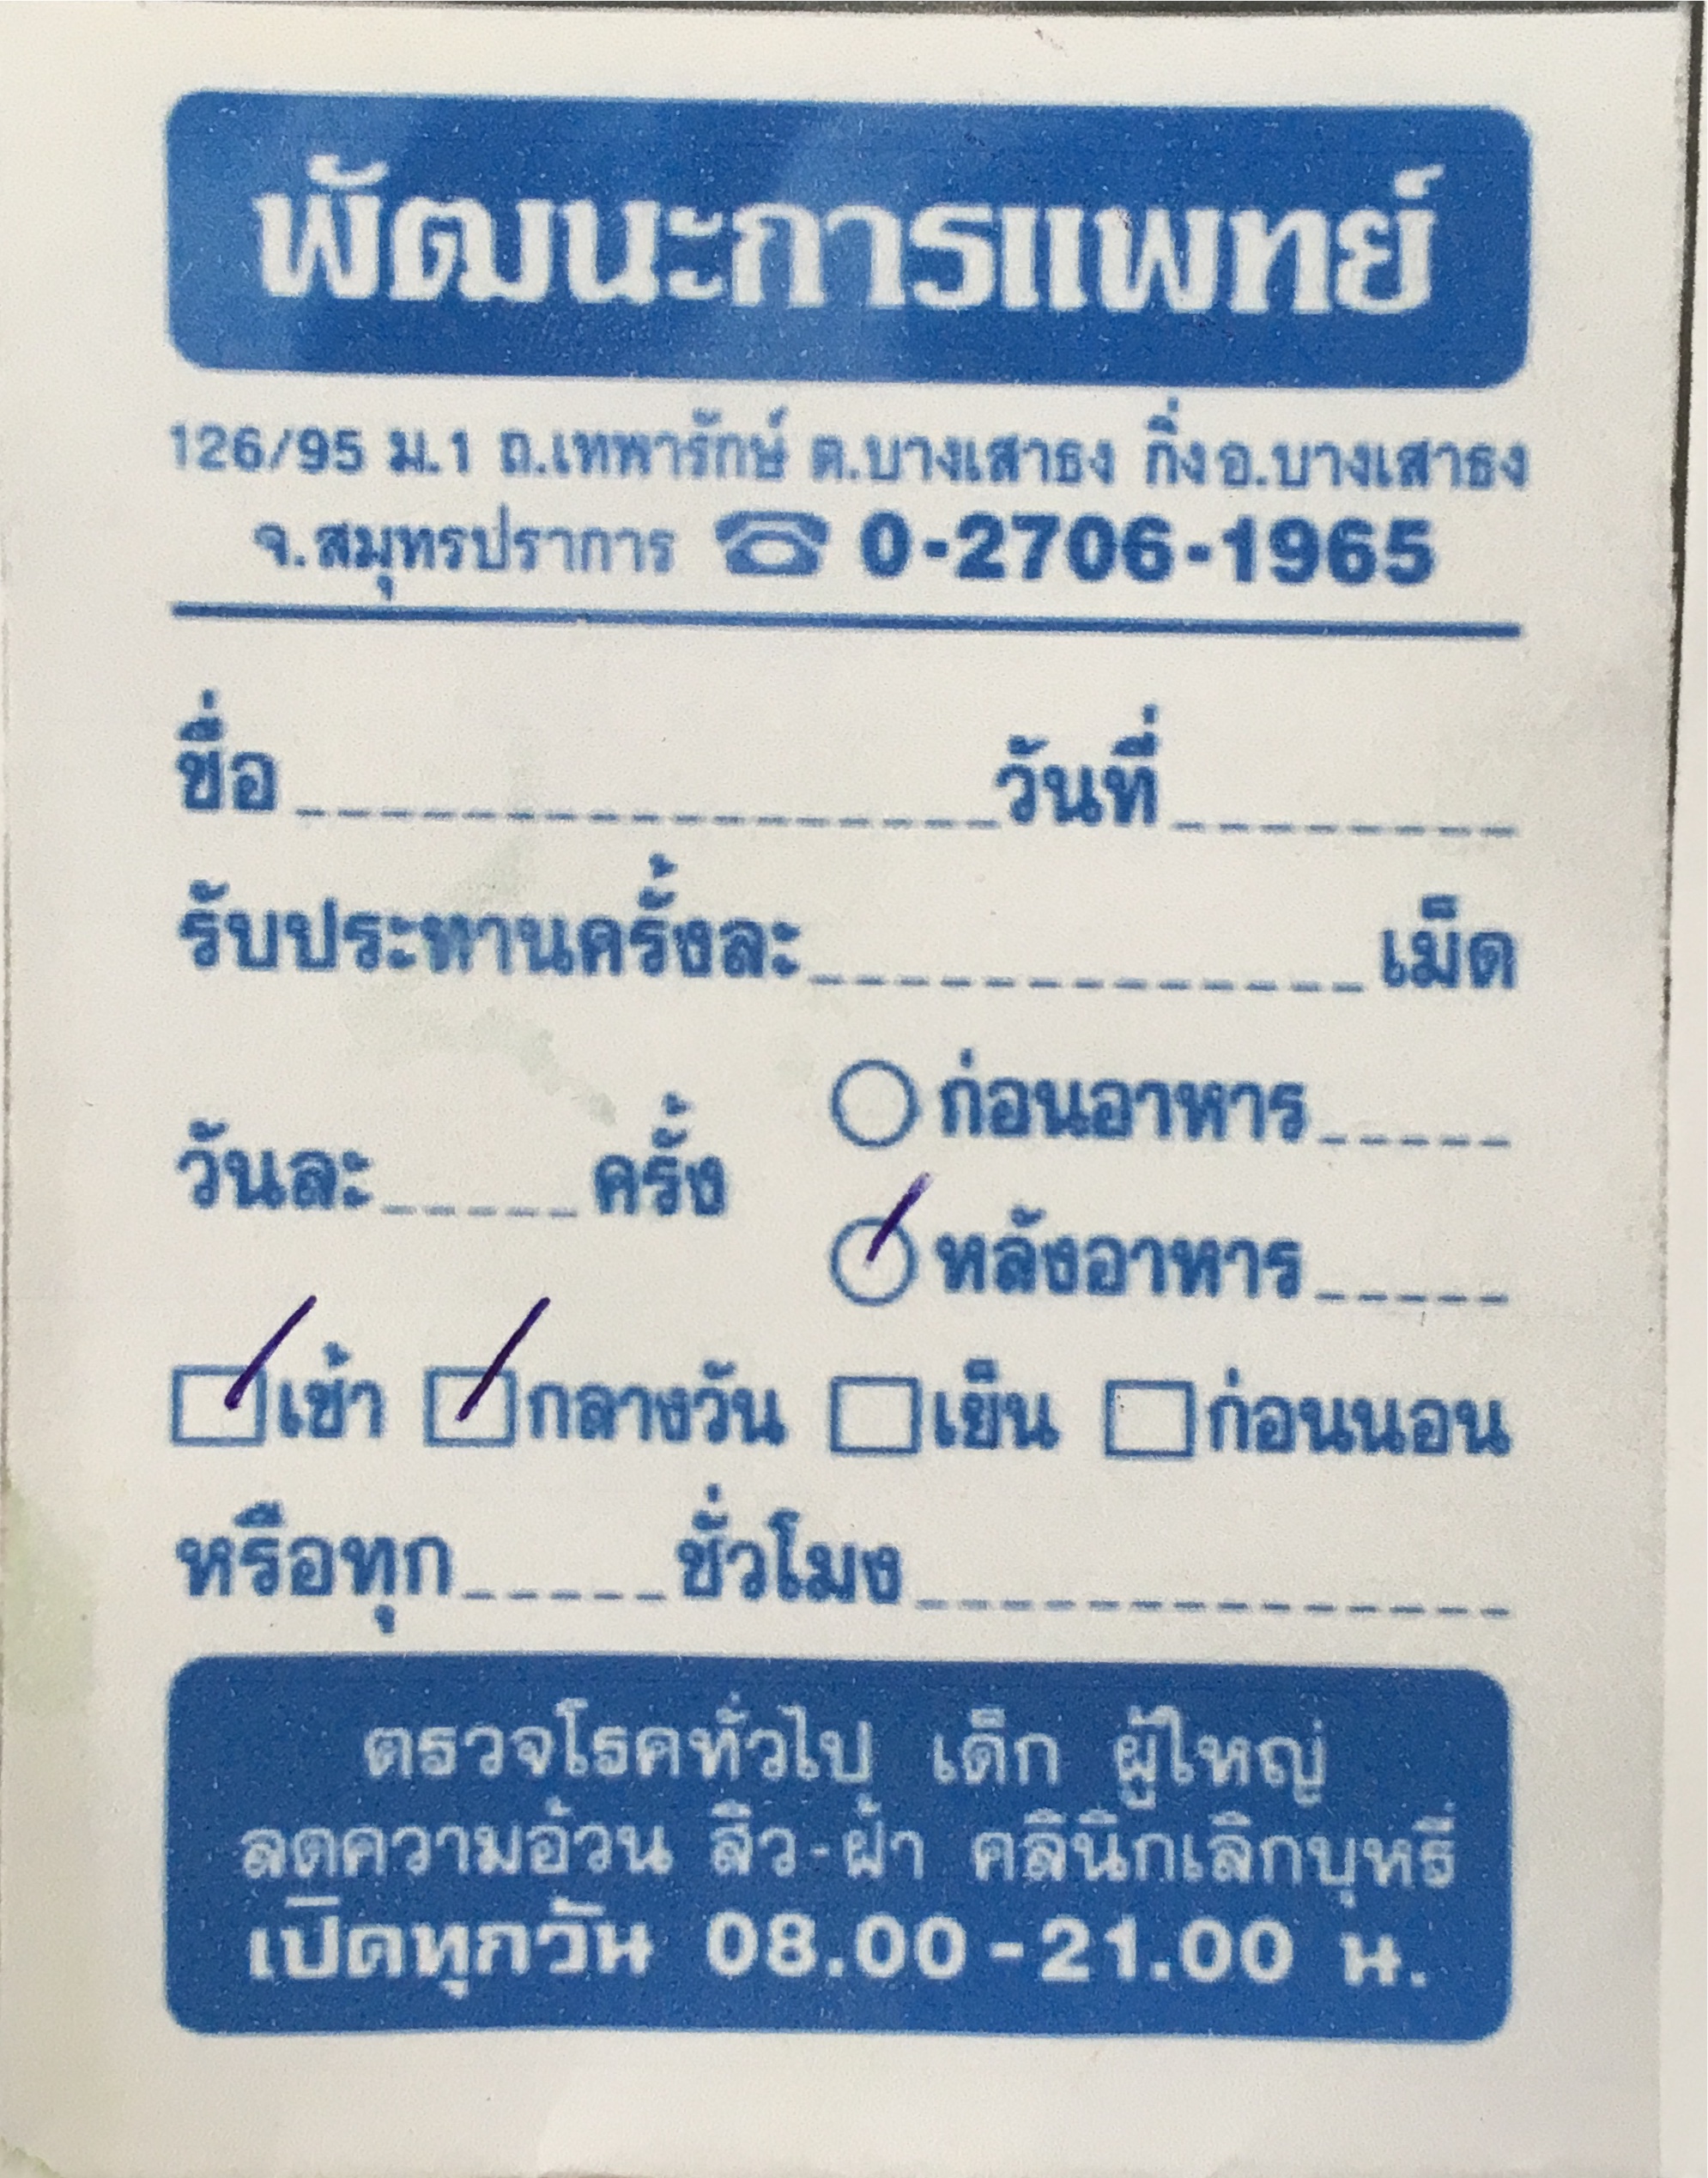 พัฒนะการแพทย์
126/95 ม.1 ถ.เทพารักษ์ ต.บางเสาธง กิ่งอ.บางเสาธง
จ.สมุทรปราการ ☎ 0-2706-1965
ชื่อ_________________วันที่_________
รับประทานครั้งละ______________เม็ด
ก่อนอาหาร_____
วันละ_____ครั้ง
หลังอาหาร_____
เช้า กลางวัน เย็น ก่อนนอน
หรือทุก_____ชั่วโมง_______________
ตรวจโรคทั่วไป เด็ก ผู้ใหญ่
ลดความอ้วน สิว-ฝ้า คลินิกเลิกบุหรี่
เปิดทุกวัน 08.00-21.00 น.